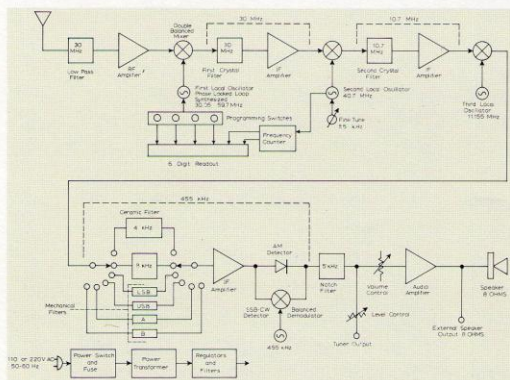 30 MHz
10.7 MHz
Double
Balanced
Mixer
30
MHz
Low Pass
Filter
RF
Amplifier
30
MHz
First Crystal
Filter
IF
Amplifier
10.7
MHz
Second Crystal
Filter
IF
Amplifier
First Local Oscillator
Phase Locked Loop
Synthesized
Second Local Oscillator
40.7 MHz
Third Local
Oscillator
11.155 MHz
Programming Switches
Fine Tune
Frequency
Counter
6 Digit Readout
455 kHz
Ceramic Filter
4 kHz
kHz
LSB
USB
A
B
Mechanical
Filters
IF
Amplifier
AM
Detector
SSB-CW
Detector
Balanced
Demodulator
455 kHz
5 kHz
Notch
Filter
Volume
Control
Level Control
Tuner Output
Audio
Amplifier
Speaker
8 OHMS
External Speaker
Output 8 OHMS
110 or 220V AC
50-60 Hz
Power Switch
and Fuse
Power
Transformer
Regulators
and
Filters